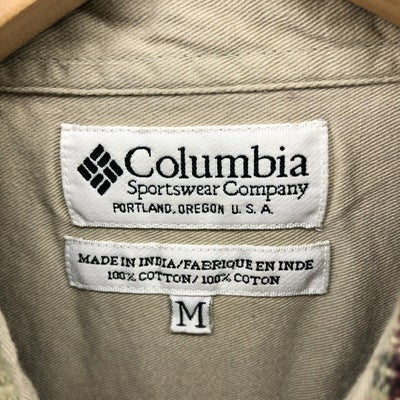 Columbia
Sportswear Company
PORTLAND, OREGON U.S.A.
MADE IN INDIA/FABRIQUE EN INDE
100% COTTON/100% COTON
M